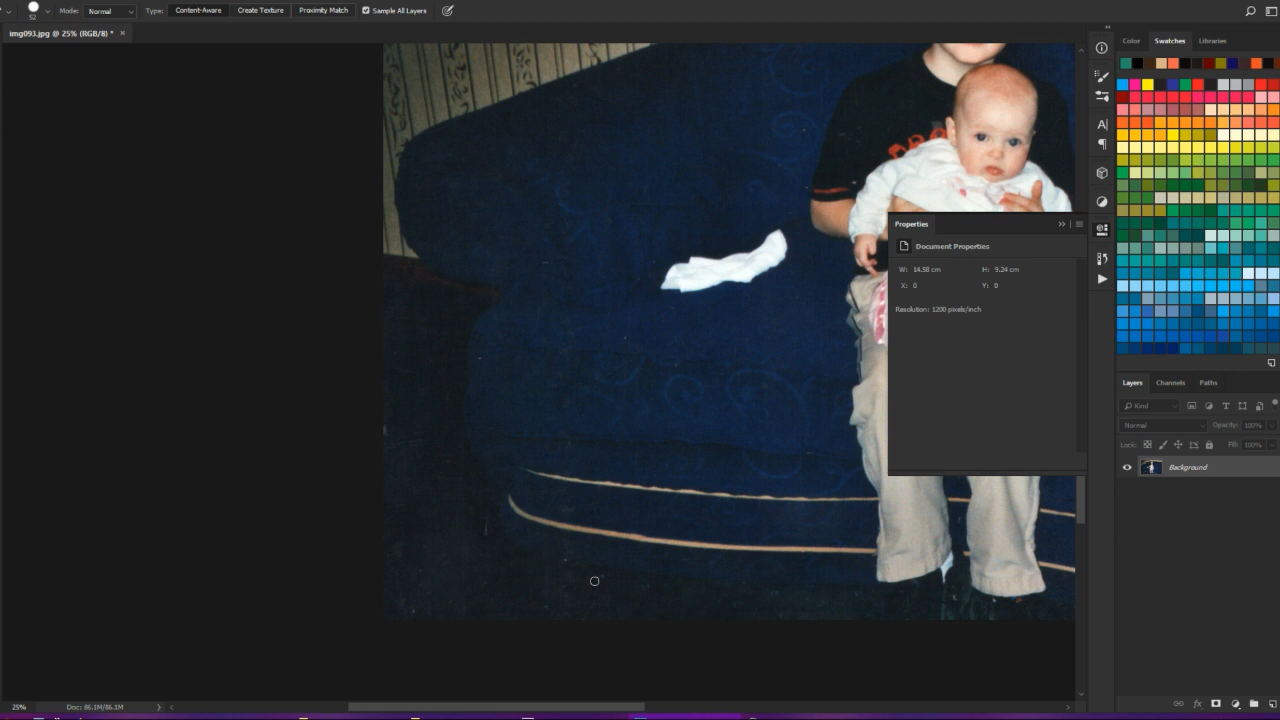 52 Mode: Normal Type: Content-Aware Create Texture Proximity Match Sample All Layers
img093.jpg @ 25% (RGB/8) * ×
Color Swatches Libraries
Properties
Document Properties
W: 14.58 cm H: 9.24 cm
X: 0 Y: 0
Resolution: 1200 pixels/inch
Layers Channels Paths
Kind
Normal Opacity: 100%
Lock: Fill: 100%
Background
25% Doc: 86.1M/86.1M